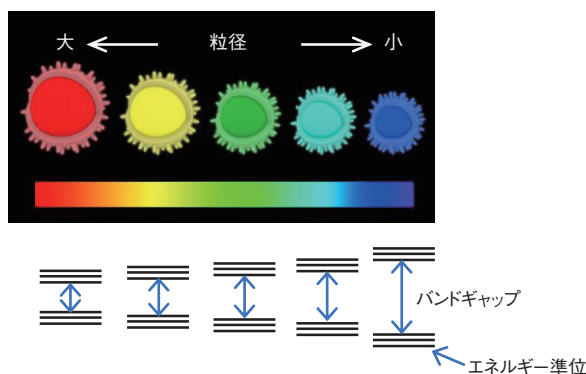 大 粒径 小
バンドギャップ
エネルギー準位